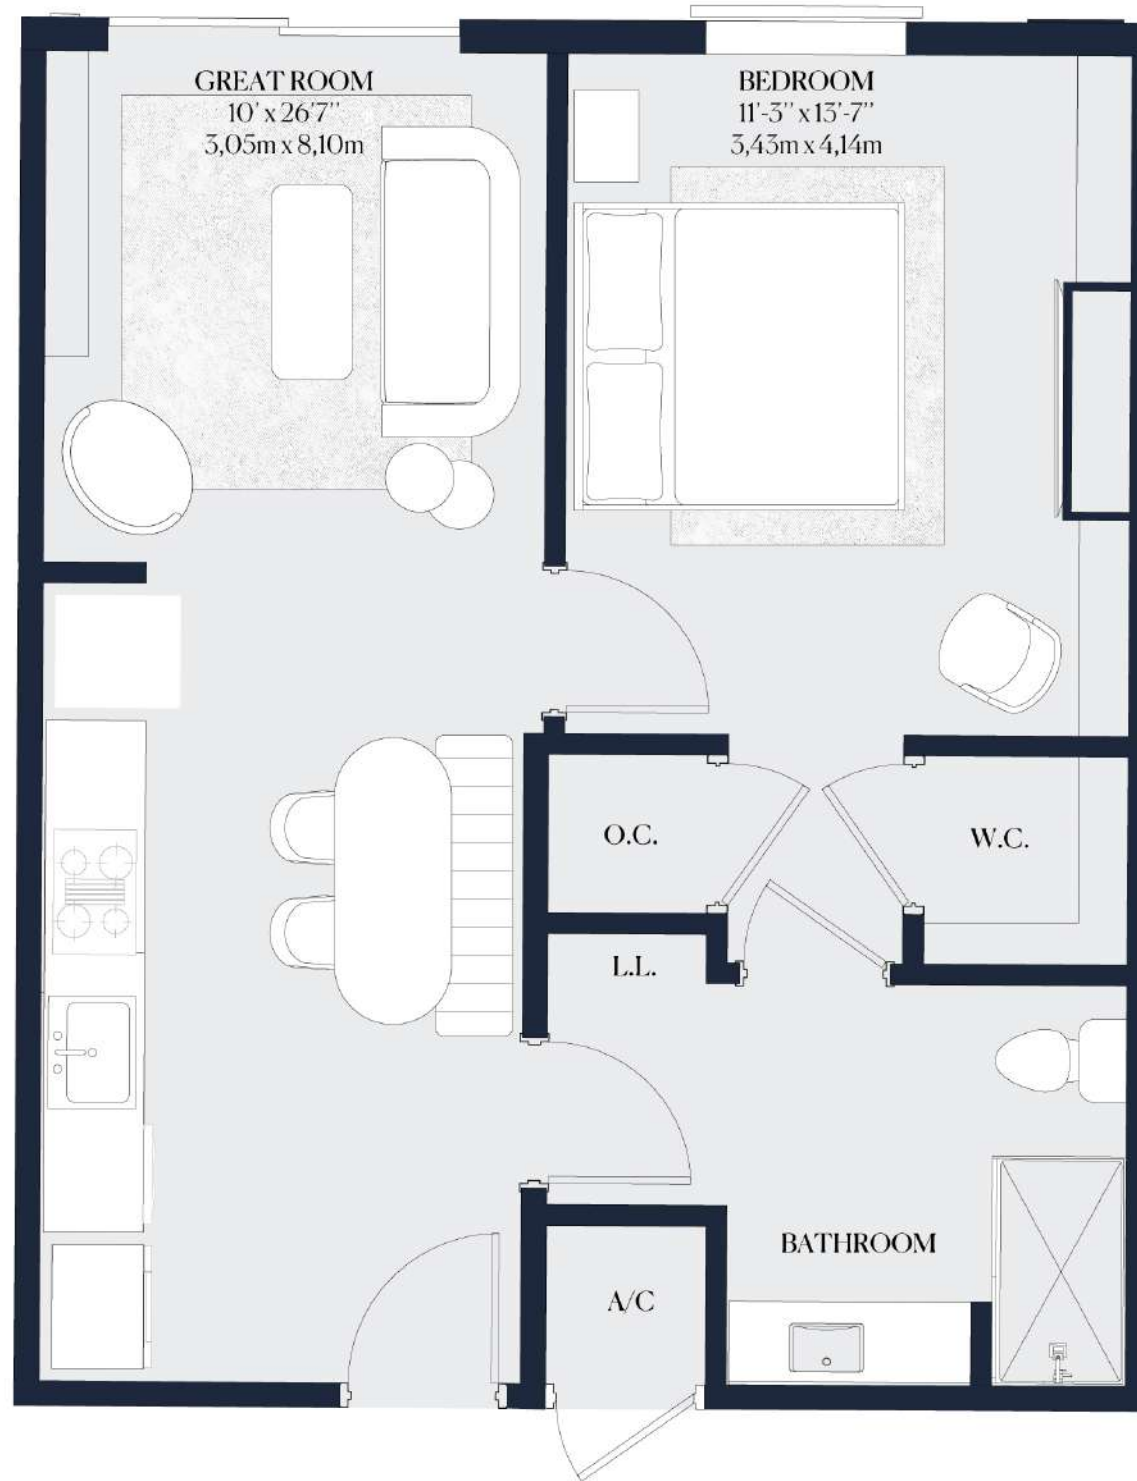 GREAT ROOM
10' x 26'7''
3,05m x 8,10m
BEDROOM
11'-3'' x 13'-7''
3,43m x 4,14m
O.C.
W.C.
L.L.
BATHROOM
A/C